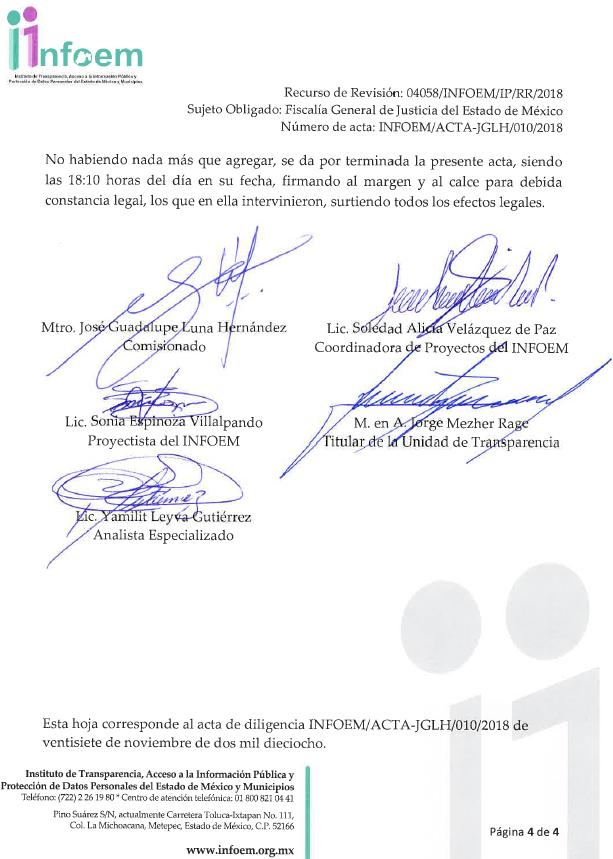 infoem
Instituto de Transparencia, Acceso a la Información Pública y
Protección de Datos Personales del Estado de México y Municipios
Recurso de Revisión: 04058/INFOEM/IP/RR/2018
Sujeto Obligado: Fiscalía General de Justicia del Estado de México
Número de acta: INFOEM/ACTA-JGLH/010/2018
No habiendo nada más que agregar, se da por terminada la presente acta, siendo
las 18:10 horas del día en su fecha, firmando al margen y al calce para debida
constancia legal, los que en ella intervinieron, surtiendo todos los efectos legales.
Mtro. José Guadalupe Luna Hernández
Comisionado
Lic. Soledad Alicia Velázquez de Paz
Coordinadora de Proyectos del INFOEM
Lic. Sonia Espinoza Villalpando
Proyectista del INFOEM
M. en A. Jorge Mezher Rage
Titular de la Unidad de Transparencia
Lic. Yamilit Leyva Gutiérrez
Analista Especializado
Esta hoja corresponde al acta de diligencia INFOEM/ACTA-JGLH/010/2018 de
ventisiete de noviembre de dos mil dieciocho.
Instituto de Transparencia, Acceso a la Información Pública y
Protección de Datos Personales del Estado de México y Municipios
Teléfono: (722) 2 26 19 80 * Centro de atención telefónica: 01 800 821 04 41
Pino Suárez S/N, actualmente Carretera Toluca-Ixtapan No. 111,
Col. La Michoacana, Metepec, Estado de México, C.P. 52166
www.infoem.org.mx
Página 4 de 4